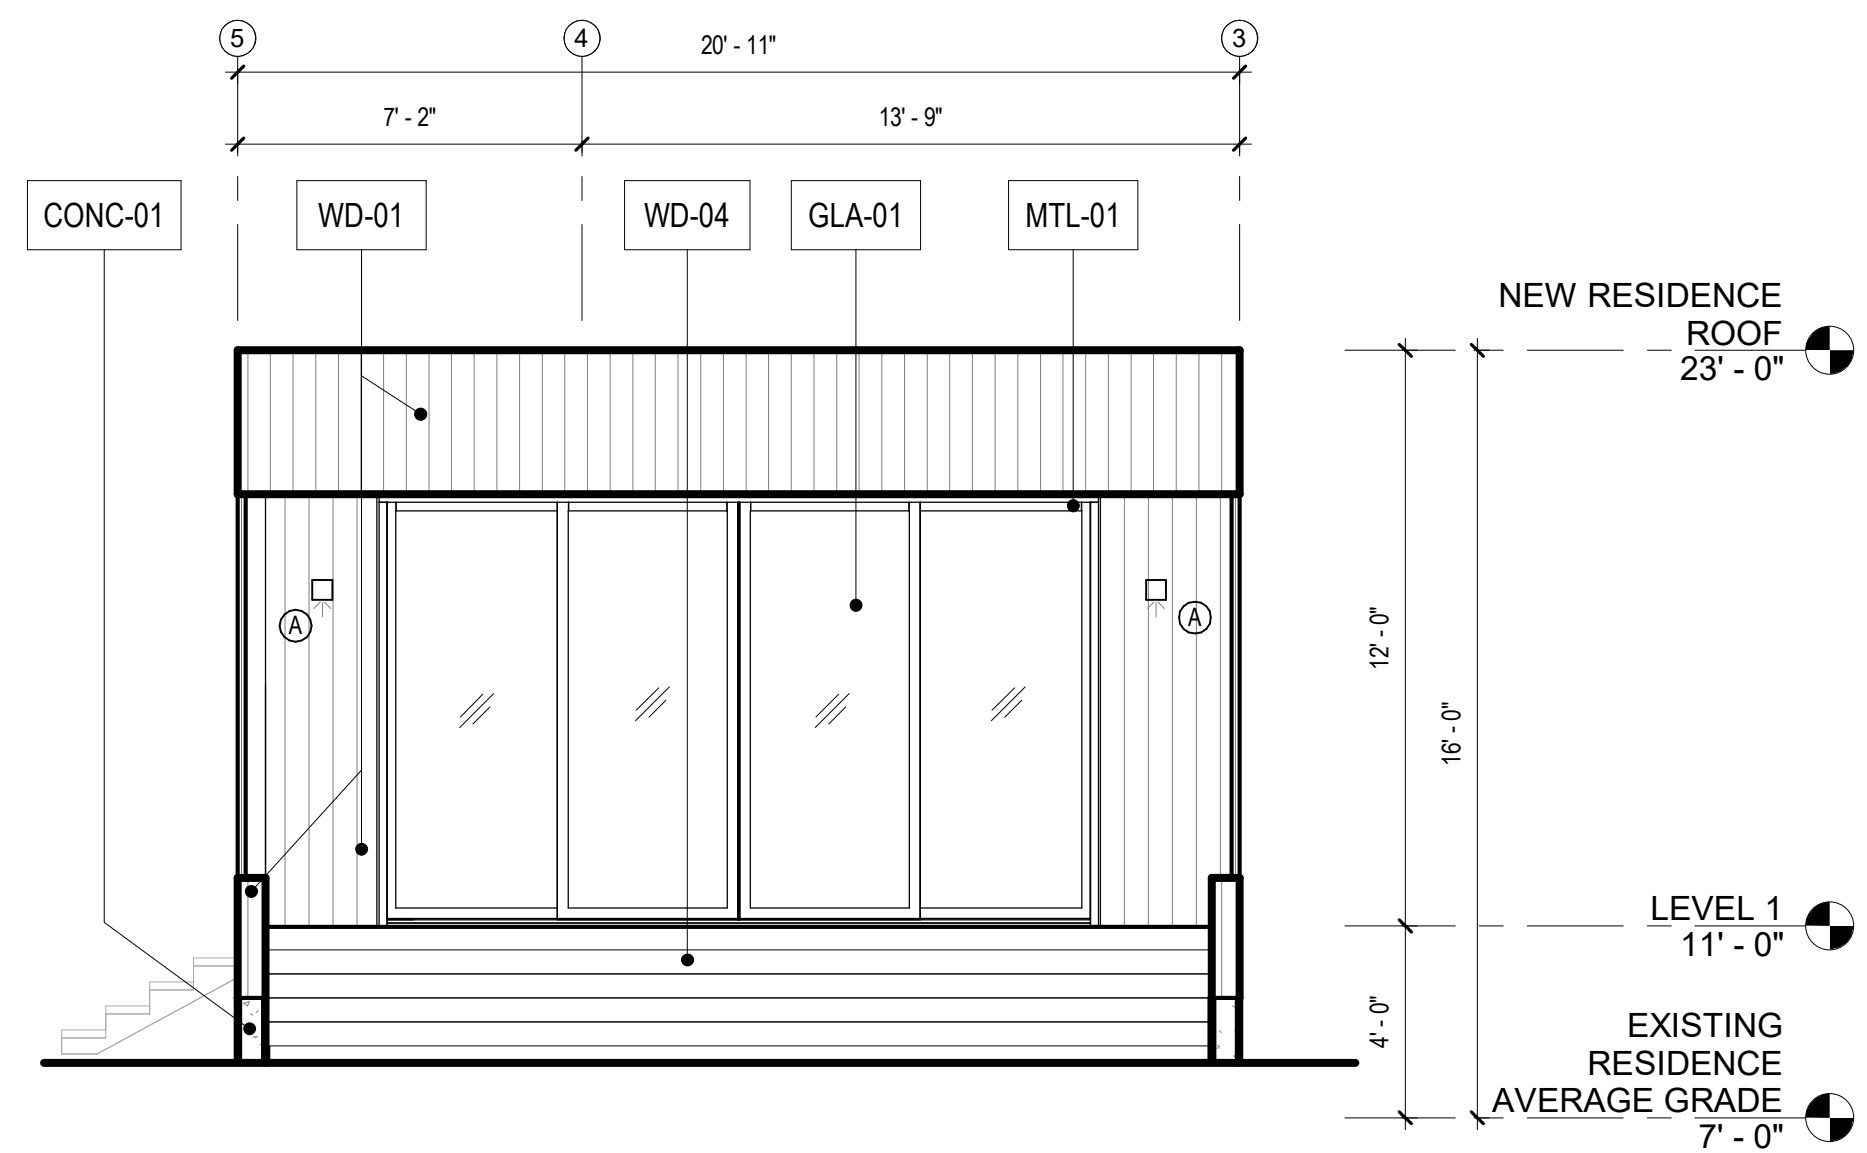 5
4
3
20' - 11"
7' - 2"
13' - 9"
CONC-01
WD-01
WD-04
GLA-01
MTL-01
NEW RESIDENCE
ROOF
23' - 0"
A
A
12' - 0"
16' - 0"
LEVEL 1
11' - 0"
4' - 0"
EXISTING
RESIDENCE
AVERAGE GRADE
7' - 0"